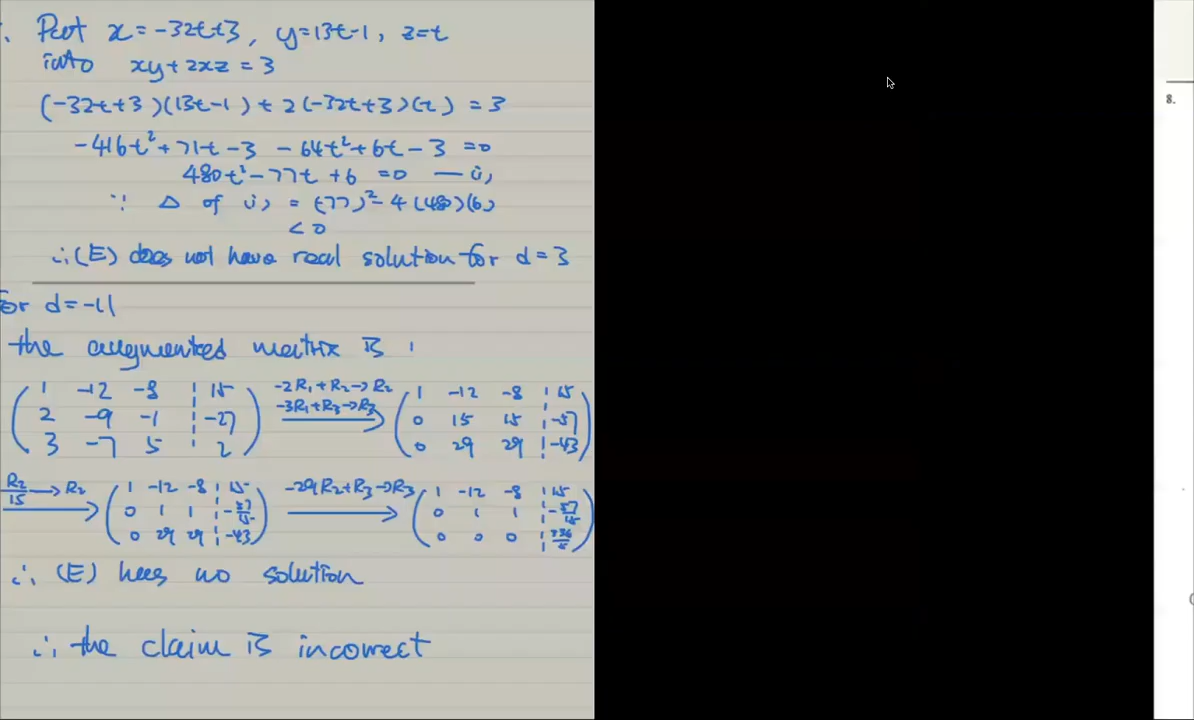 . Put x = -32t+3, y=13t-1, z=t
into xy+2xz = 3
(-32t+3)(13t-1) + 2(-32t+3)(t) = 3
-416t²+71t-3 - 64t²+6t-3 =0
480t²-77t+6 =0 — (i)
∵ Δ of (i) = (-77)²-4(480)(6)
< 0
∴(E) does not have real solution for d=3
For d=-11
the augmented matrix is :
( 1 -12 -8 ¦ 15 ) -2R₁+R₂→R₂ ( 1 -12 -8 ¦ 15 )
( 2 -9 -1 ¦ -27 ) -3R₁+R₃→R₃ ( 0 15 15 ¦ -57 )
( 3 -7 5 ¦ 2 ) ( 0 29 29 ¦ -43 )
R₂/15 → R₂ ( 1 -12 -8 ¦ 15 ) -29R₂+R₃→R₃ ( 1 -12 -8 ¦ 15 )
( 0 1 1 ¦ -57/15 ) ( 0 1 1 ¦ -57/15 )
( 0 29 29 ¦ -43 ) ( 0 0 0 ¦ 336/5 )
∴ (E) has no solution
∴ the claim is incorrect
8.